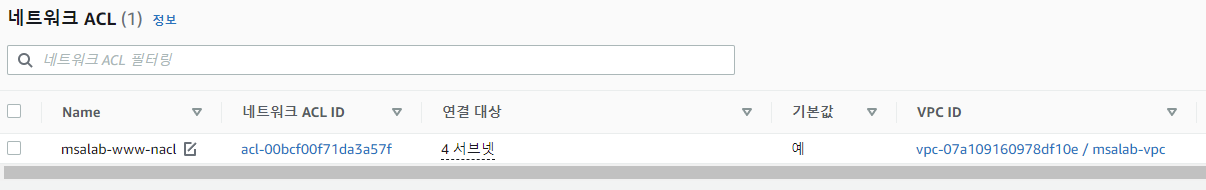 네트워크 ACL (1) 정보
네트워크 ACL 필터링
Name 네트워크 ACL ID 연결 대상 기본값 VPC ID
msalab-www-nacl acl-00bcf00f71da3a57f 4 서브넷 예 vpc-07a109160978df10e / msalab-vpc